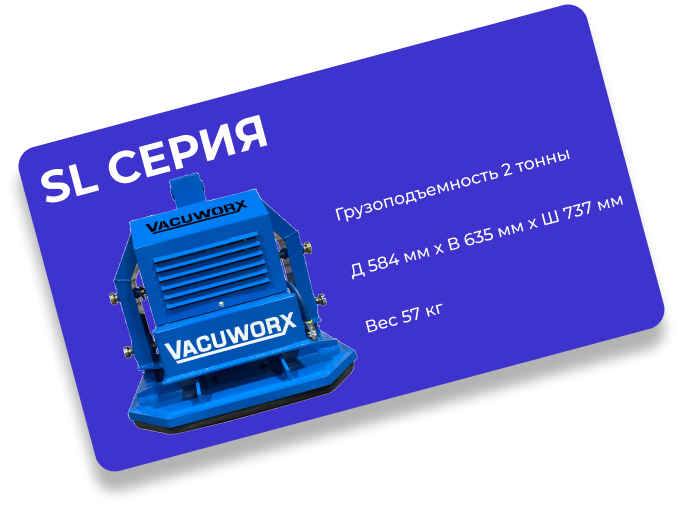 SL СЕРИЯ
VACUWORX
VACUWORX
Грузоподъемность 2 тонны
Д 584 мм x В 635 мм x Ш 737 мм
Вес 57 кг